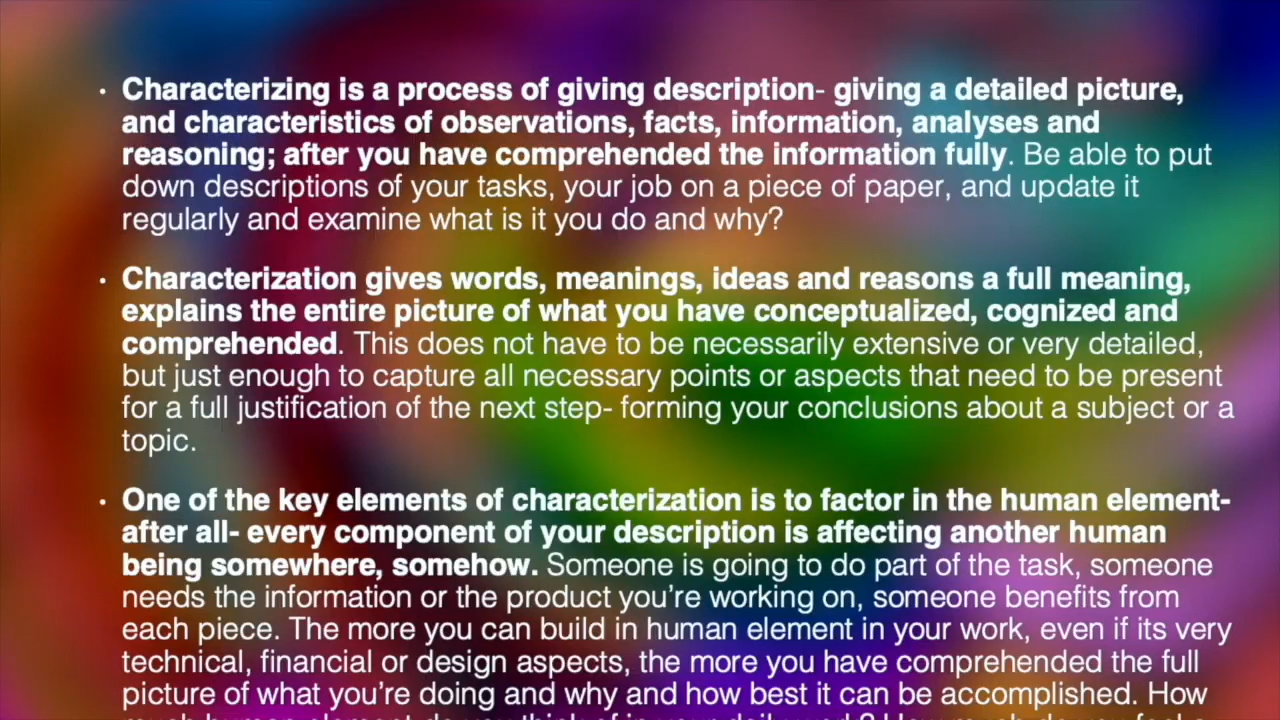 • Characterizing is a process of giving description- giving a detailed picture,
and characteristics of observations, facts, information, analyses and
reasoning; after you have comprehended the information fully. Be able to put
down descriptions of your tasks, your job on a piece of paper, and update it
regularly and examine what is it you do and why?
• Characterization gives words, meanings, ideas and reasons a full meaning,
explains the entire picture of what you have conceptualized, cognized and
comprehended. This does not have to be necessarily extensive or very detailed,
but just enough to capture all necessary points or aspects that need to be present
for a full justification of the next step- forming your conclusions about a subject or a
topic.
• One of the key elements of characterization is to factor in the human element-
after all- every component of your description is affecting another human
being somewhere, somehow. Someone is going to do part of the task, someone
needs the information or the product you're working on, someone benefits from
each piece. The more you can build in human element in your work, even if its very
technical, financial or design aspects, the more you have comprehended the full
picture of what you're doing and why and how best it can be accomplished. How